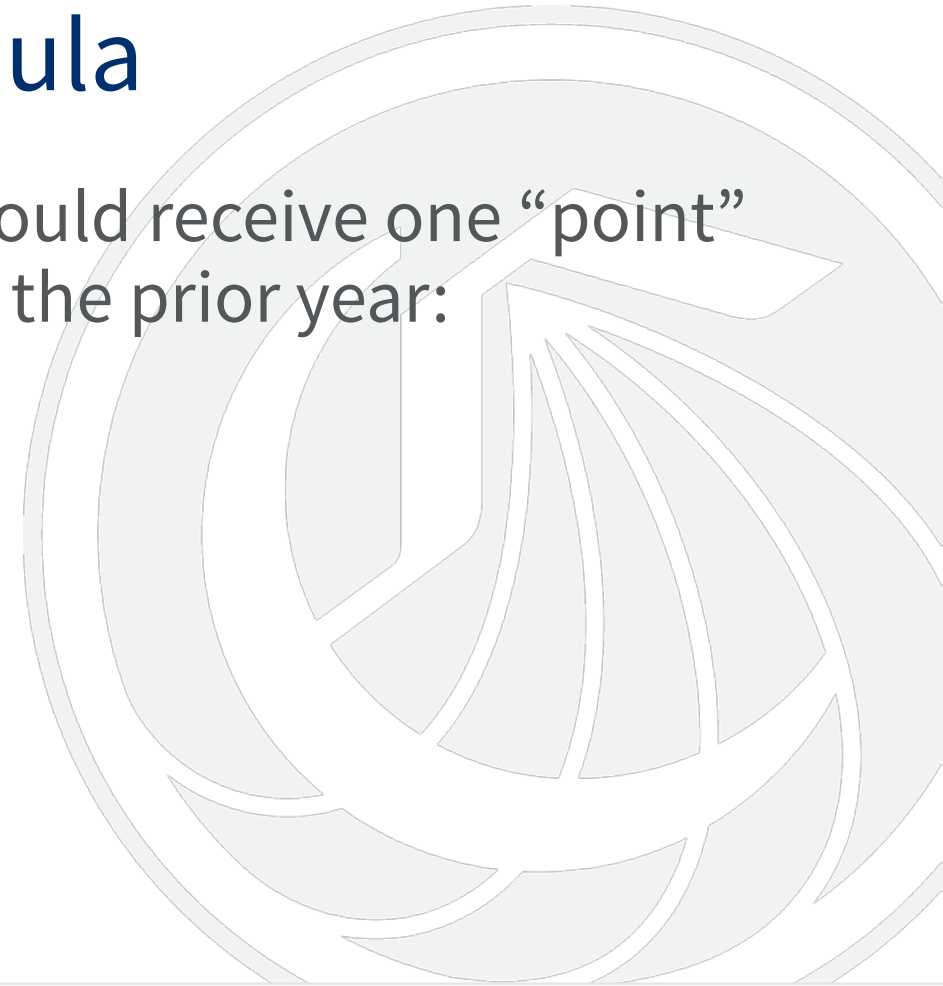 ula
ould receive one “point”
the prior year: